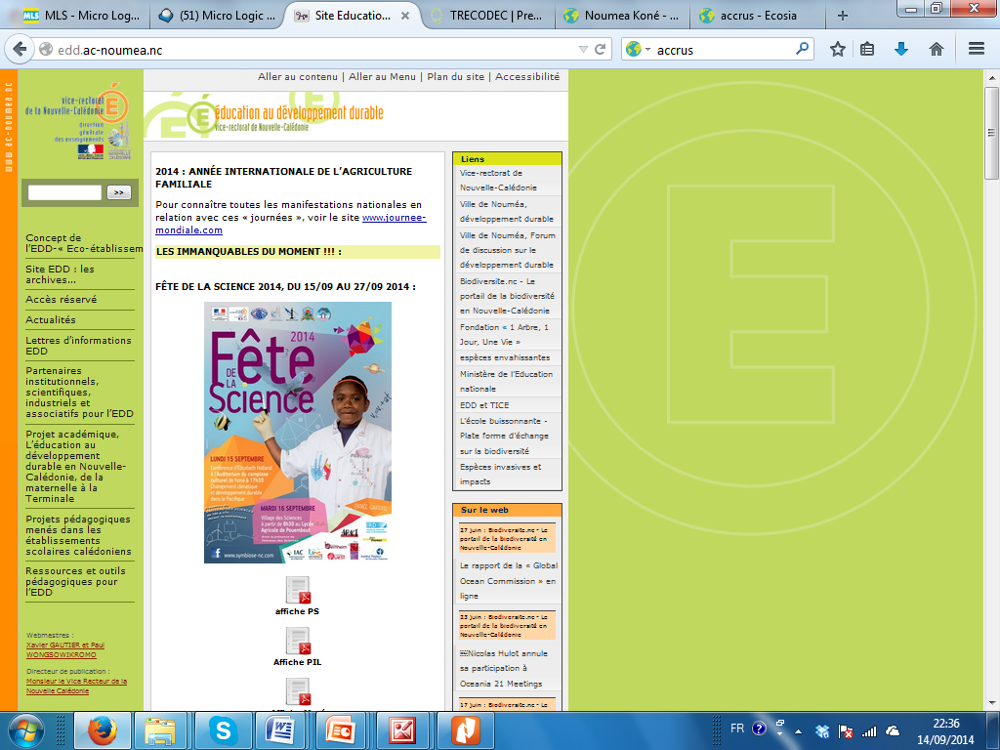 MLS - Micro Log...
(51) Micro Logic ...
Site Educatio...
TRECODEC | Pre...
Noumea Koné - ...
accrus - Ecosia
edd.ac-noumea.nc
accrus
www.ac-noumea.nc
vice-rectorat
de la Nouvelle-Calédonie
direction
générale
des enseignements
>>
Concept de
l'EDD-« Eco-établissem
Site EDD : les
archives...
Accès réservé
Actualités
Lettres d'informations
EDD
Partenaires
institutionnels,
scientifiques,
industriels et
associatifs pour l'EDD
Projet académique,
L'éducation au
développement
durable en Nouvelle-
Calédonie, de la
maternelle à la
Terminale
Projets pédagogiques
menés dans les
établissements
scolaires calédoniens
Ressources et outils
pédagogiques pour
l'EDD
Webmestres :
Xavier GAUTIER et Paul
WONGSOWIKROMO
Directeur de publication :
Monsieur le Vice Recteur de la
Nouvelle Calédonie
Aller au contenu | Aller au Menu | Plan du site | Accessibilité
éducation au développement durable
vice-rectorat de Nouvelle-Calédonie
2014 : ANNÉE INTERNATIONALE DE L'AGRICULTURE
FAMILIALE
Pour connaître toutes les manifestations nationales en
relation avec ces « journées », voir le site www.journee-
mondiale.com
LES IMMANQUABLES DU MOMENT !!! :
FÊTE DE LA SCIENCE 2014, DU 15/09 AU 27/09 2014 :
2014
Fête
DE LA
Science
LUNDI 15 SEPTEMBRE
Conférence d'Elisabeth Holland
à l'Auditorium du complexe
culturel de Koné à 17h30
Changement climatique
et développement durable
dans le Pacifique
ENTRÉE GRATUITE
MARDI 16 SEPTEMBRE
Village des Sciences
à partir de 8h30 au Lycée
Agricole de Pouembout
www.symbiose-nc.com
IAC
affiche PS
Affiche PIL
Liens
Vice-rectorat de
Nouvelle-Calédonie
Ville de Nouméa,
développement durable
Ville de Nouméa, Forum
de discussion sur le
développement durable
Biodiversite.nc - Le
portail de la biodiversité
en Nouvelle-Calédonie
Fondation « 1 Arbre, 1
Jour, Une Vie »
espèces envahissantes
Ministère de l'Education
nationale
EDD et TICE
L'école buissonnante -
Plate forme d'échange
sur la biodiversité
Espèces invasives et
impacts
Sur le web
27 juin : Biodiversite.nc - Le
portail de la biodiversité en
Nouvelle-Calédonie
Le rapport de la « Global
Ocean Commission » en
ligne
23 juin : Biodiversite.nc - Le
portail de la biodiversité en
Nouvelle-Calédonie
Nicolas Hulot annule
sa participation à
Oceania 21 Meetings
17 juin : Biodiversite.nc - Le
FR
22:36
14/09/2014